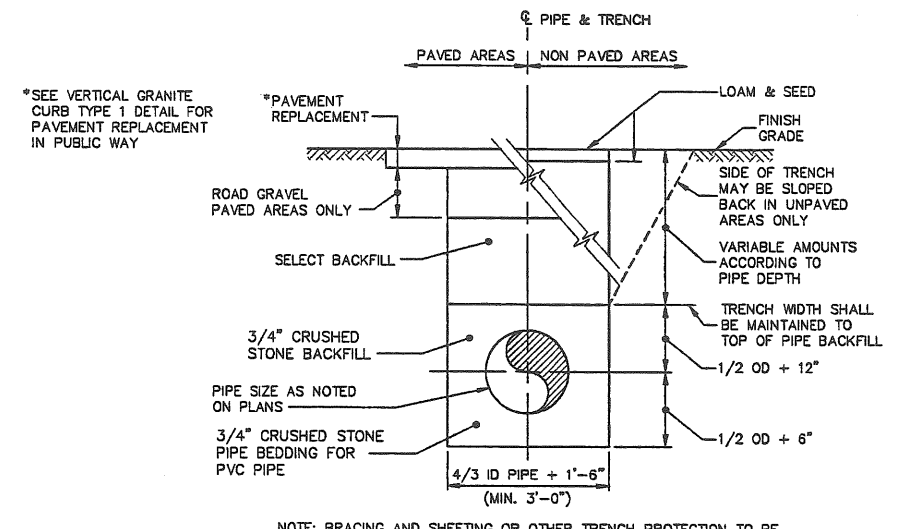 ℄ PIPE & TRENCH
PAVED AREAS
NON PAVED AREAS
*SEE VERTICAL GRANITE
CURB TYPE 1 DETAIL FOR
PAVEMENT REPLACEMENT
IN PUBLIC WAY
*PAVEMENT
REPLACEMENT
LOAM & SEED
FINISH
GRADE
ROAD GRAVEL
PAVED AREAS ONLY
SIDE OF TRENCH
MAY BE SLOPED
BACK IN UNPAVED
AREAS ONLY
SELECT BACKFILL
VARIABLE AMOUNTS
ACCORDING TO
PIPE DEPTH
TRENCH WIDTH SHALL
BE MAINTAINED TO
TOP OF PIPE BACKFILL
3/4" CRUSHED
STONE BACKFILL
1/2 OD + 12"
PIPE SIZE AS NOTED
ON PLANS
3/4" CRUSHED STONE
PIPE BEDDING FOR
PVC PIPE
1/2 OD + 6"
4/3 ID PIPE + 1'-6"
(MIN. 3'-0")
NOTE: BRACING AND SHEETING OR OTHER TRENCH PROTECTION TO BE